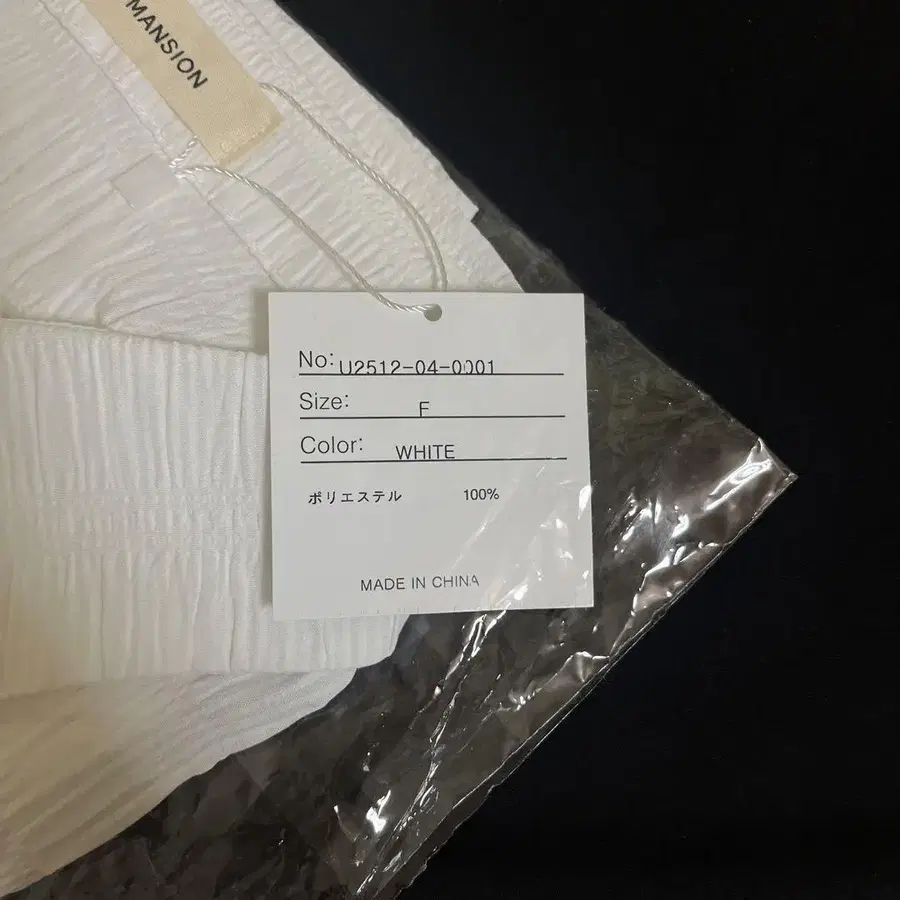 MANSION
No: U2512-04-0001
Size: F
Color: WHITE
ポリエステル 100%
MADE IN CHINA